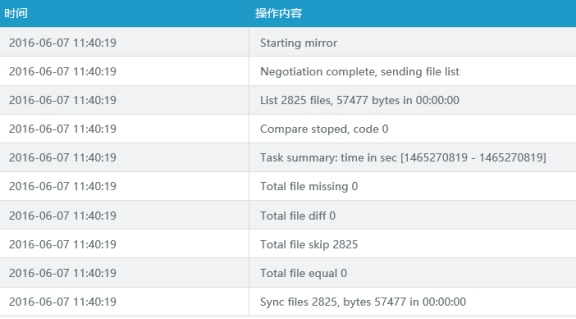 时间 操作内容
2016-06-07 11:40:19 Starting mirror
2016-06-07 11:40:19 Negotiation complete, sending file list
2016-06-07 11:40:19 List 2825 files, 57477 bytes in 00:00:00
2016-06-07 11:40:19 Compare stoped, code 0
2016-06-07 11:40:19 Task summary: time in sec [1465270819 - 1465270819]
2016-06-07 11:40:19 Total file missing 0
2016-06-07 11:40:19 Total file diff 0
2016-06-07 11:40:19 Total file skip 2825
2016-06-07 11:40:19 Total file equal 0
2016-06-07 11:40:19 Sync files 2825, bytes 57477 in 00:00:00